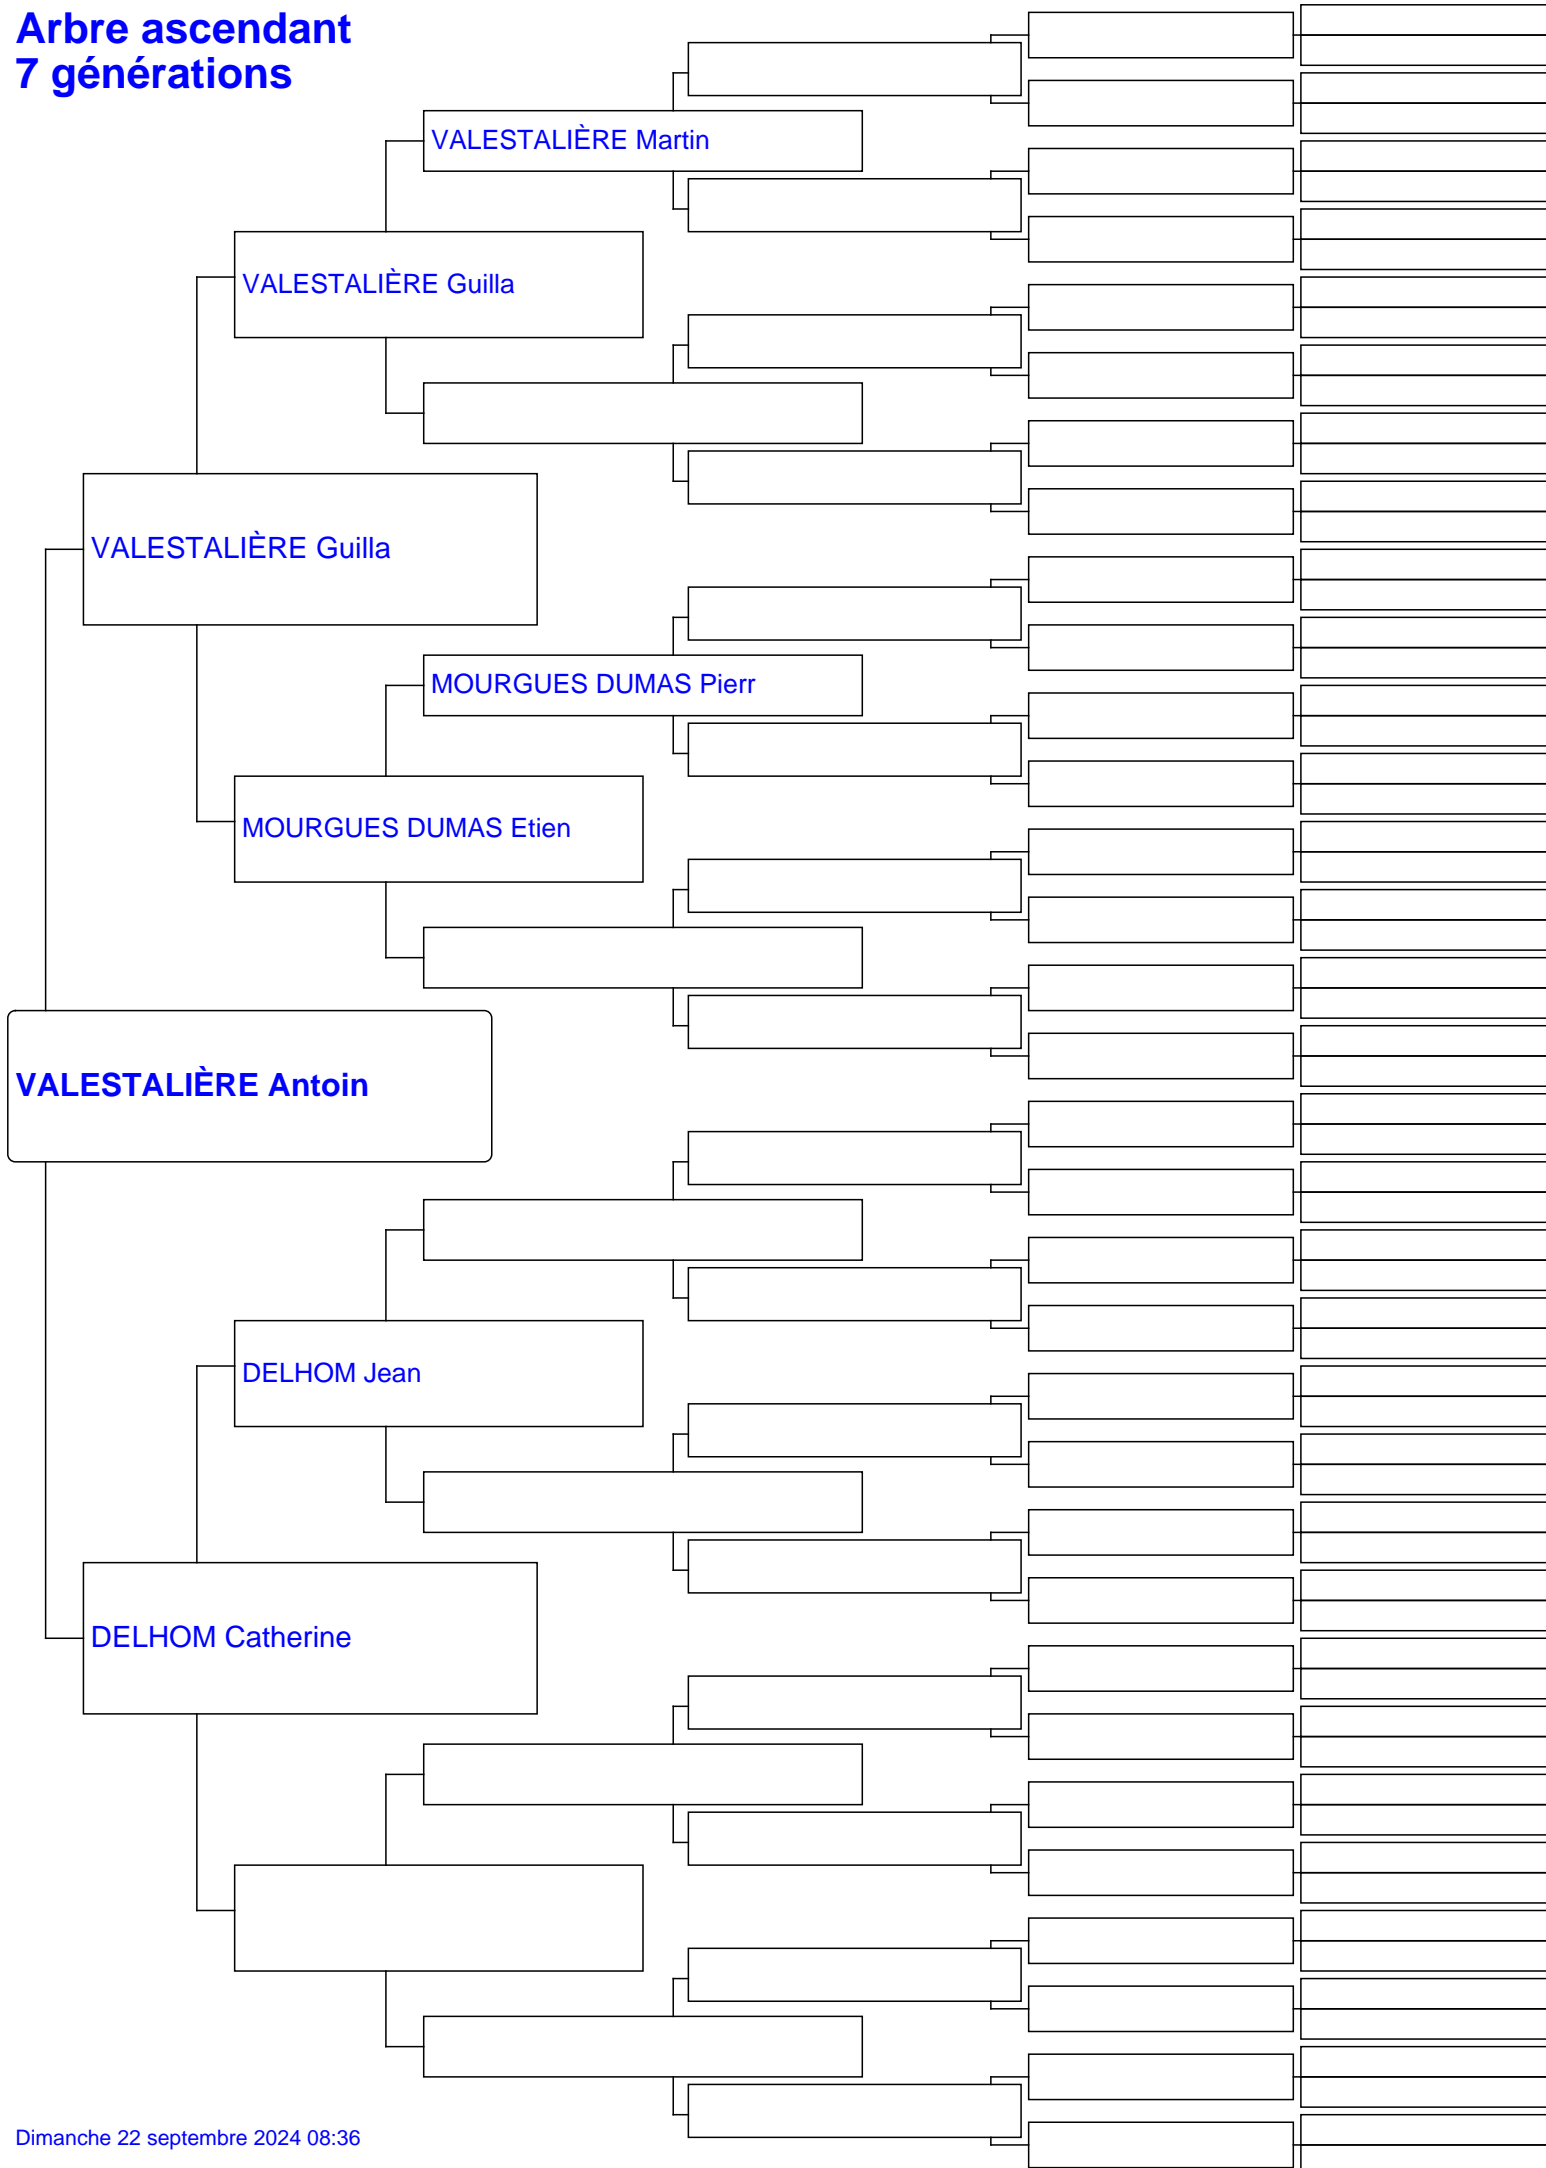 Arbre ascendant
7 générations
VALESTALIÈRE Martin
VALESTALIÈRE Guilla
VALESTALIÈRE Guilla
MOURGUES DUMAS Pierr
MOURGUES DUMAS Etien
VALESTALIÈRE Antoin
DELHOM Jean
DELHOM Catherine
Dimanche 22 septembre 2024 08:36